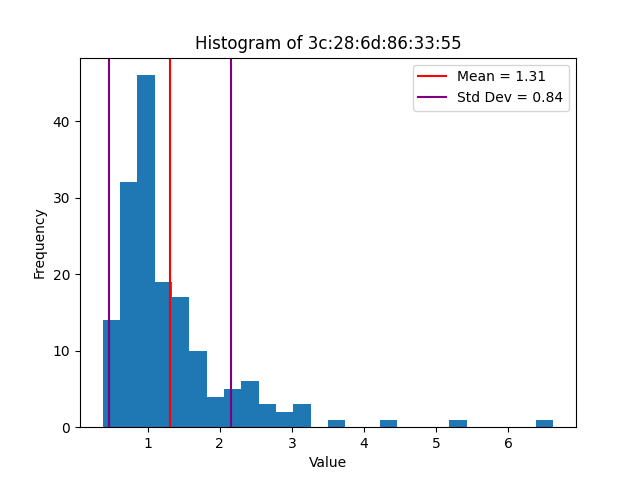 Histogram of 3c:28:6d:86:33:55
Mean = 1.31
Std Dev = 0.84
Frequency
40
30
20
10
0
1 2 3 4 5 6
Value